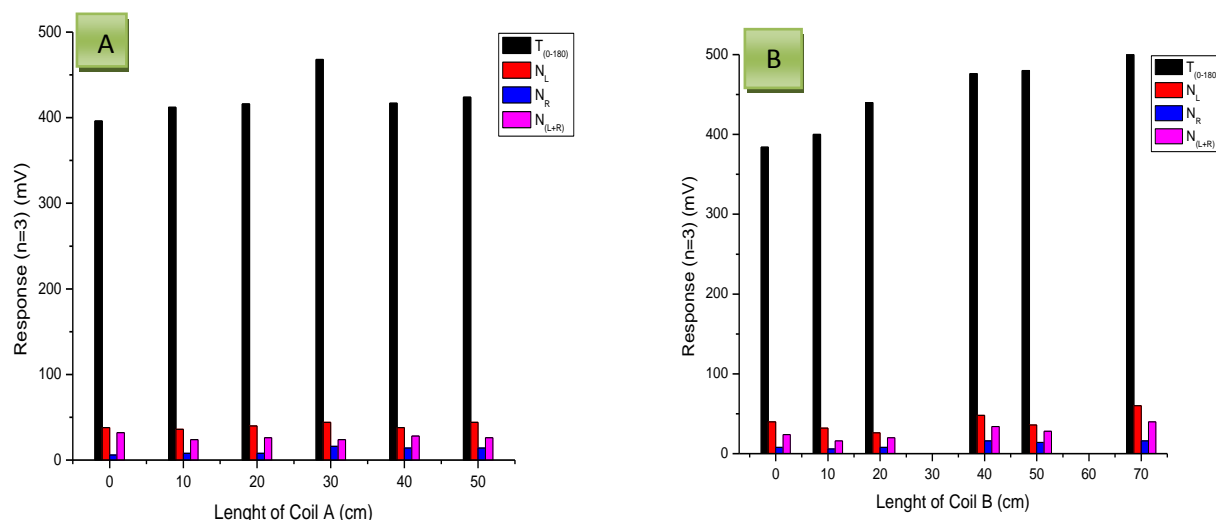 A
500
400
300
200
100
0
Response (n=3) (mV)
T(0-180)
NL
NR
N(L+R)
0 10 20 30 40 50
Lenght of Coil A (cm)
B
500
400
300
200
100
0
Response (n=3) (mV)
T(0-180)
NL
NR
N(L+R)
0 10 20 30 40 50 60 70
Lenght of Coil B (cm)